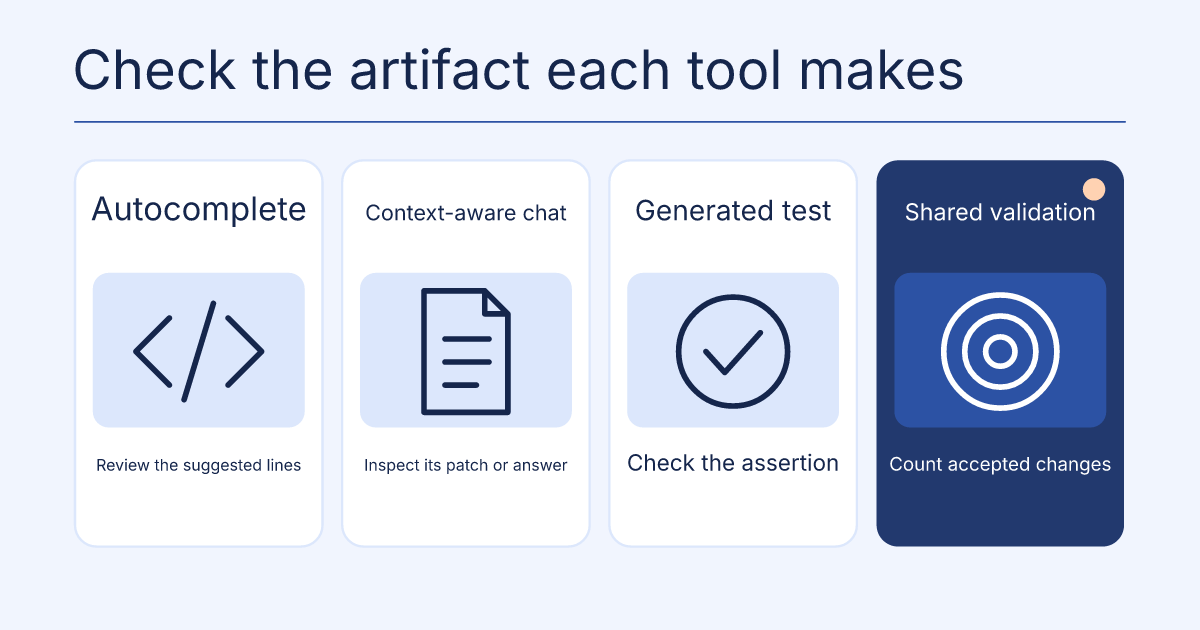 Check the artifact each tool makes
Autocomplete
Context-aware chat
Generated test
Shared validation
Review the suggested lines
Inspect its patch or answer
Check the assertion
Count accepted changes